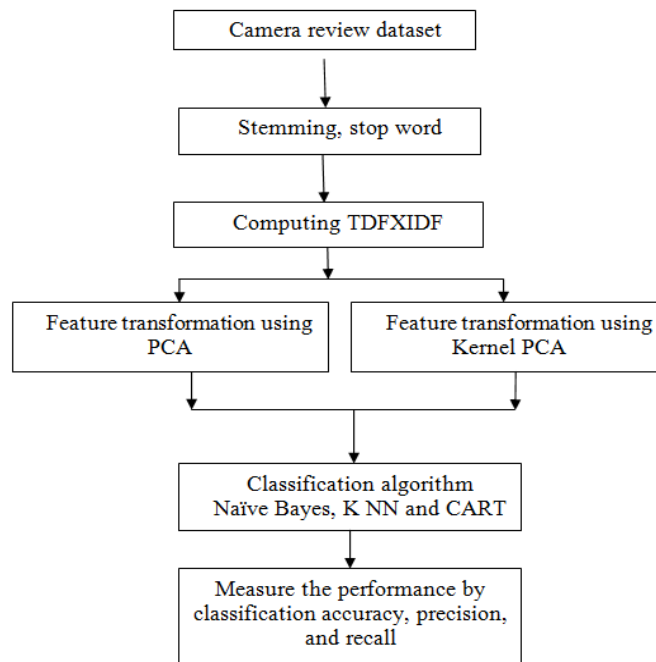 Camera review dataset
Stemming, stop word
Computing TDFXIDF
Feature transformation using
PCA
Feature transformation using
Kernel PCA
Classification algorithm
Naïve Bayes, K NN and CART
Measure the performance by
classification accuracy, precision,
and recall